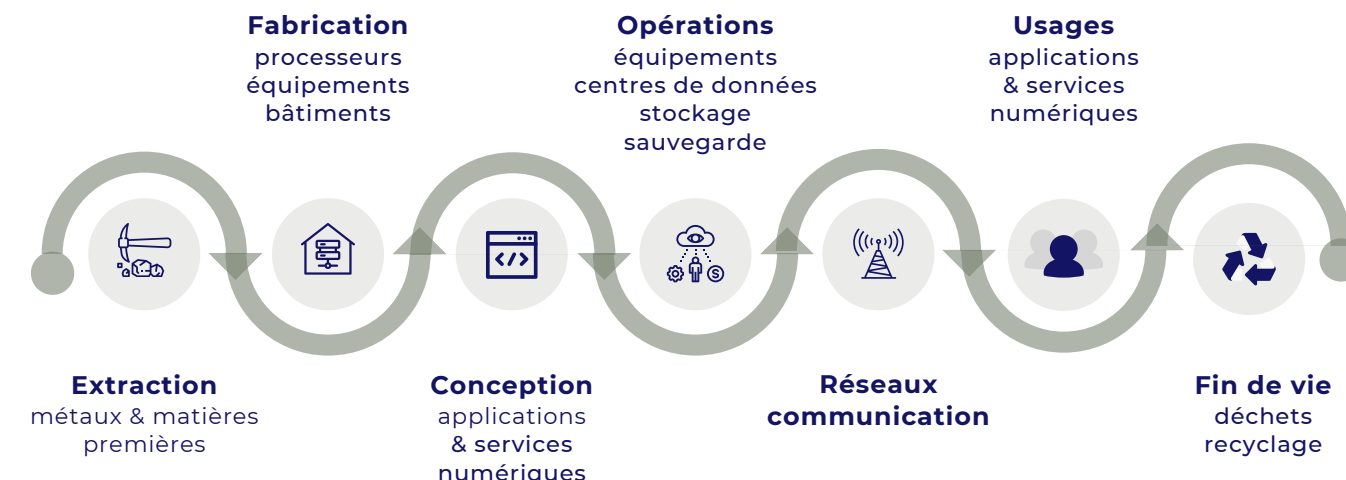 Fabrication
processeurs
équipements
bâtiments
Opérations
équipements
centres de données
stockage
sauvegarde
Usages
applications
& services
numériques
</>
$
Extraction
métaux & matières
premières
Conception
applications
& services
numériques
Réseaux
communication
Fin de vie
déchets
recyclage